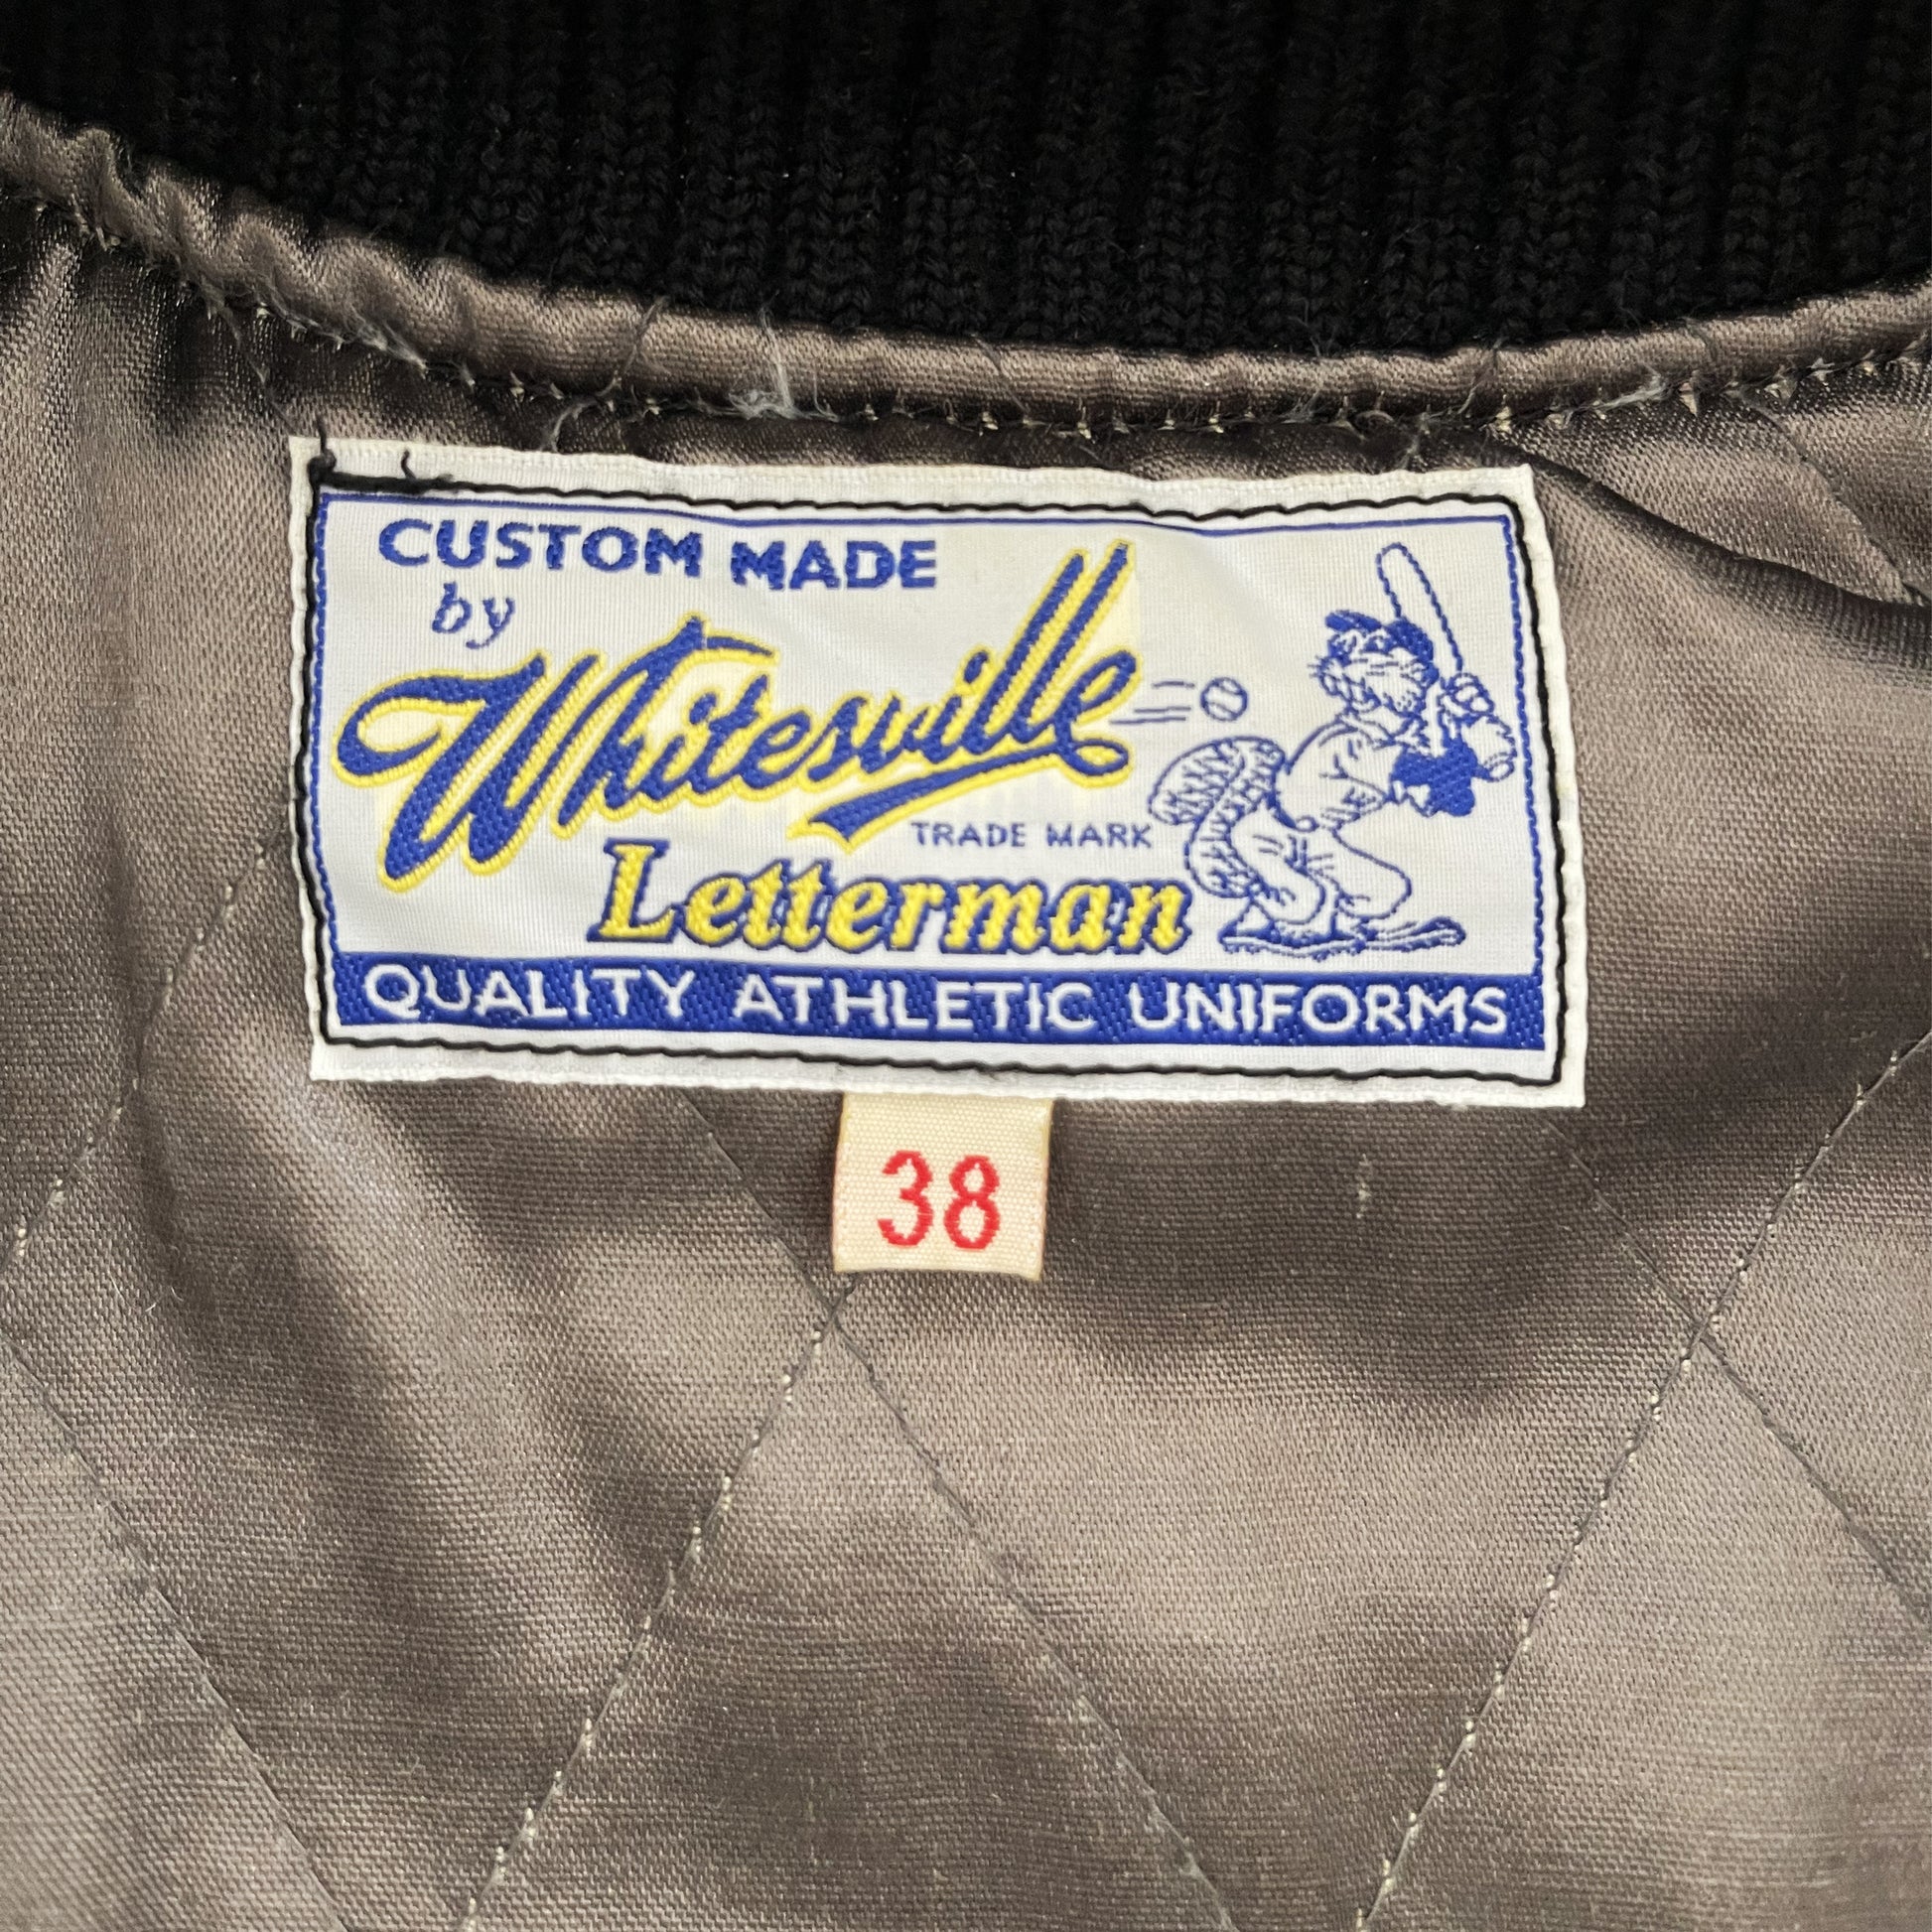 CUSTOM MADE
by
Whitesville
TRADE MARK
Letterman
QUALITY ATHLETIC UNIFORMS
38